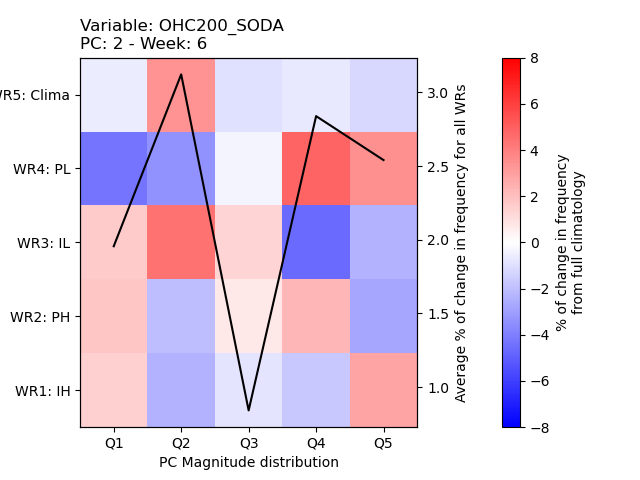 Variable: OHC200_SODA
PC: 2 - Week: 6
WR5: Clima
WR4: PL
WR3: IL
WR2: PH
WR1: IH
Q1 Q2 Q3 Q4 Q5
PC Magnitude distribution
3.0
2.5
2.0
1.5
1.0
Average % of change in frequency for all WRs
8
6
4
2
0
−2
−4
−6
−8
% of change in frequency
from full climatology